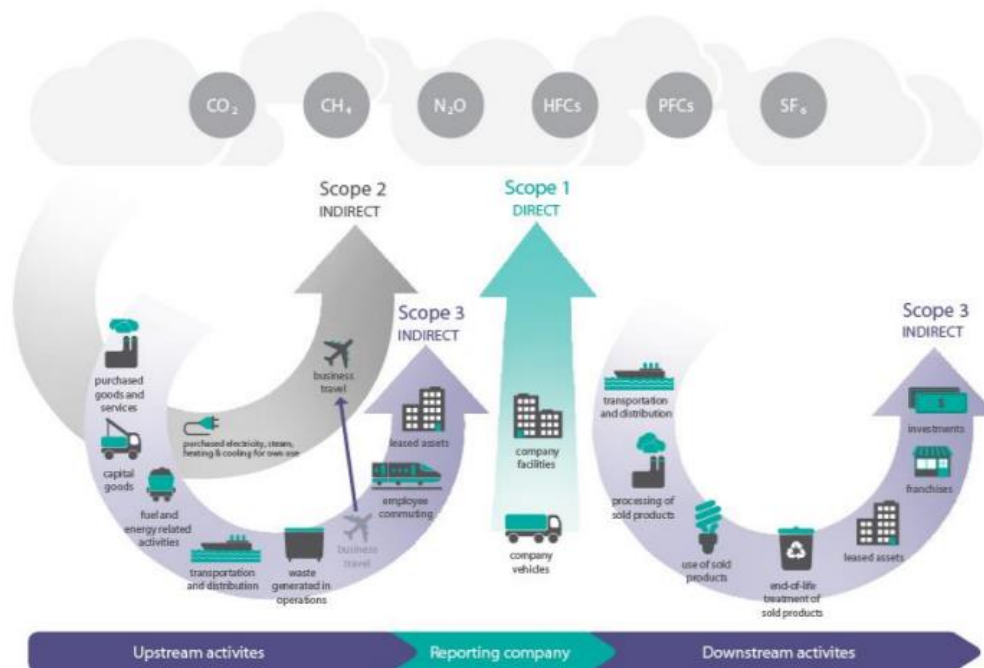 CO₂
CH₄
N₂O
HFCs
PFCs
SF₆
Scope 2
INDIRECT
Scope 1
DIRECT
Scope 3
INDIRECT
Scope 3
INDIRECT
purchased
goods and
services
capital
goods
fuel and
energy related
activities
transportation
and distribution
waste
generated in
operations
business
travel
purchased electricity, steam,
heating & cooling for own use
business
travel
employee
commuting
leased assets
company
facilities
company
vehicles
transportation
and distribution
processing of
sold products
use of sold
products
end-of-life
treatment of
sold products
leased assets
franchises
$
investments
Upstream activites
Reporting company
Downstream activites